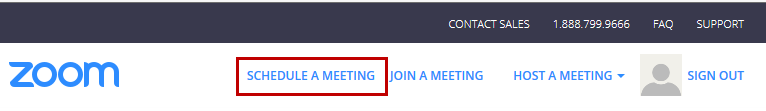 CONTACT SALES 1.888.799.9666 FAQ SUPPORT
zoom SCHEDULE A MEETING JOIN A MEETING HOST A MEETING SIGN OUT